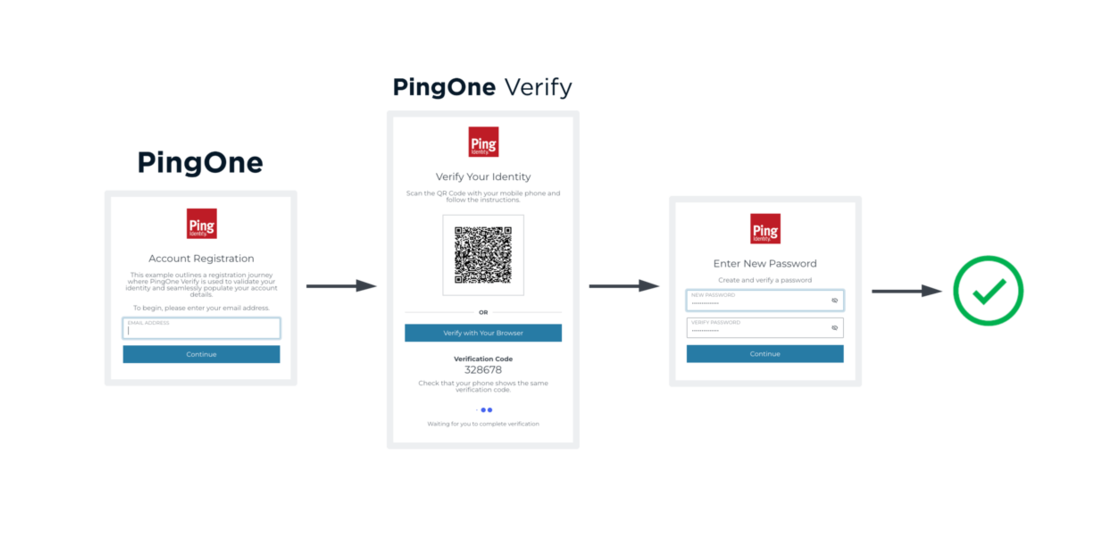 PingOne
Ping
Identity
Account Registration
This example outlines a registration journey
where PingOne Verify is used to validate your
identity and seamlessly populate your account
details.
To begin, please enter your email address.
EMAIL ADDRESS
Continue
PingOne Verify
Ping
Identity
Verify Your Identity
Scan the QR Code with your mobile phone and
follow the instructions.
OR
Verify with Your Browser
Verification Code
328678
Check that your phone shows the same
verification code.
Waiting for you to complete verification
Ping
Identity
Enter New Password
Create and verify a password
NEW PASSWORD
VERIFY PASSWORD
Continue